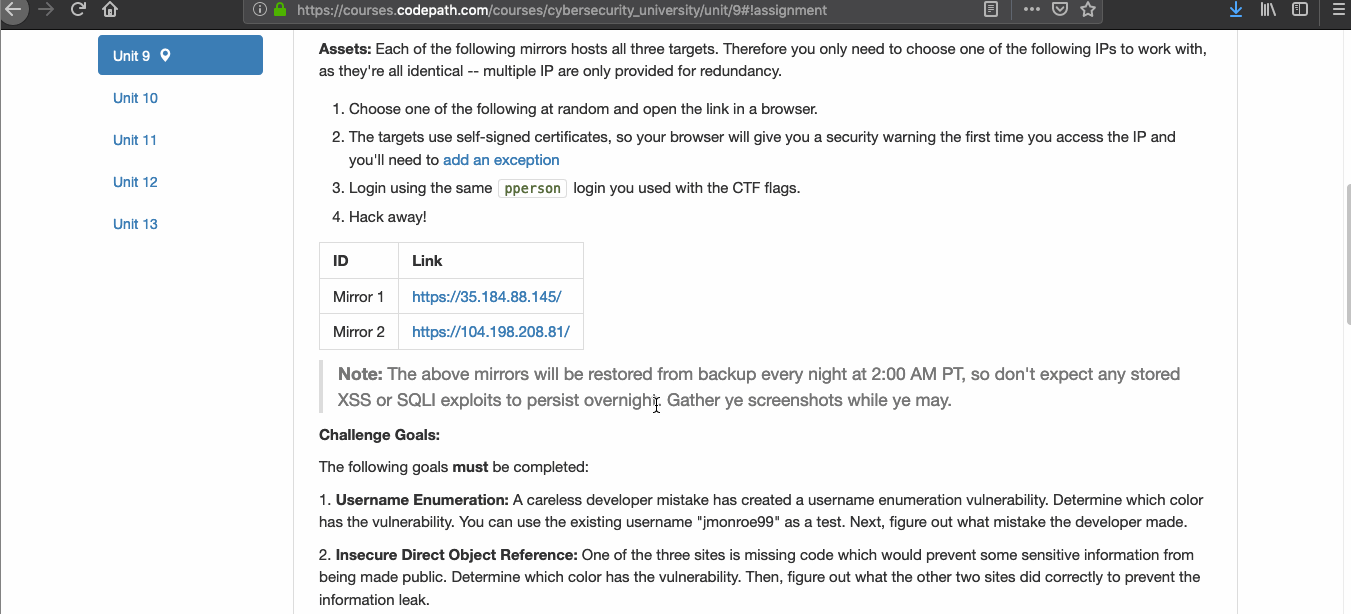 https://courses.codepath.com/courses/cybersecurity_university/unit/9#!assignment
Unit 9
Unit 10
Unit 11
Unit 12
Unit 13
Assets: Each of the following mirrors hosts all three targets. Therefore you only need to choose one of the following IPs to work with,
as they're all identical -- multiple IP are only provided for redundancy.
1. Choose one of the following at random and open the link in a browser.
2. The targets use self-signed certificates, so your browser will give you a security warning the first time you access the IP and
you'll need to add an exception
3. Login using the same pperson login you used with the CTF flags.
4. Hack away!
ID Link
Mirror 1 https://35.184.88.145/
Mirror 2 https://104.198.208.81/
Note: The above mirrors will be restored from backup every night at 2:00 AM PT, so don't expect any stored
XSS or SQLI exploits to persist overnight. Gather ye screenshots while ye may.
Challenge Goals:
The following goals must be completed:
1. Username Enumeration: A careless developer mistake has created a username enumeration vulnerability. Determine which color
has the vulnerability. You can use the existing username "jmonroe99" as a test. Next, figure out what mistake the developer made.
2. Insecure Direct Object Reference: One of the three sites is missing code which would prevent some sensitive information from
being made public. Determine which color has the vulnerability. Then, figure out what the other two sites did correctly to prevent the
information leak.